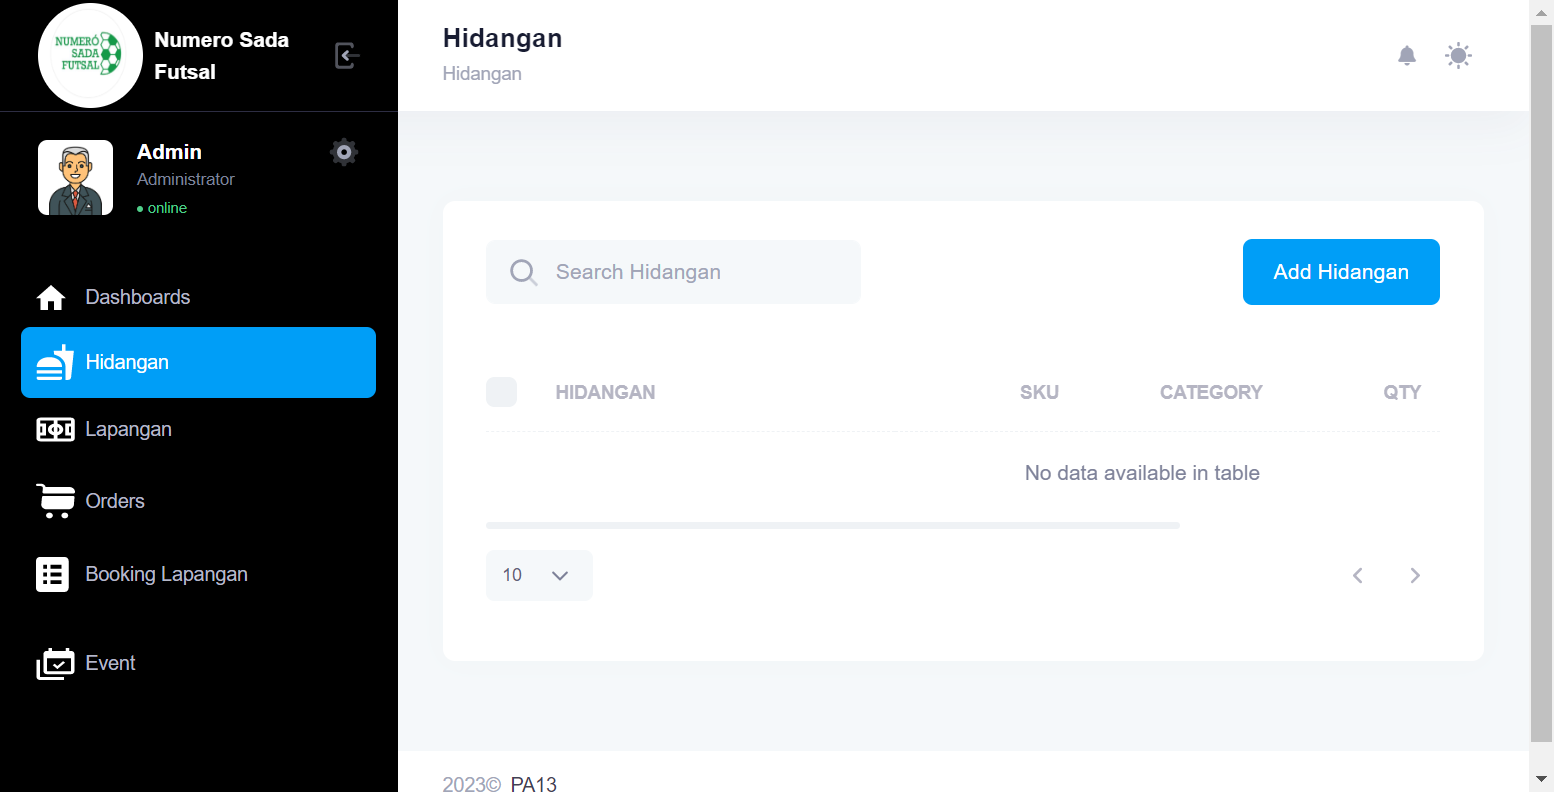 NUMERÓ
SADA
FUTSAL
Numero Sada
Futsal
Admin
Administrator
online
Dashboards
Hidangan
Lapangan
Orders
Booking Lapangan
Event
Hidangan
Hidangan
Search Hidangan
Add Hidangan
HIDANGAN SKU CATEGORY QTY
No data available in table
10
2023© PA13